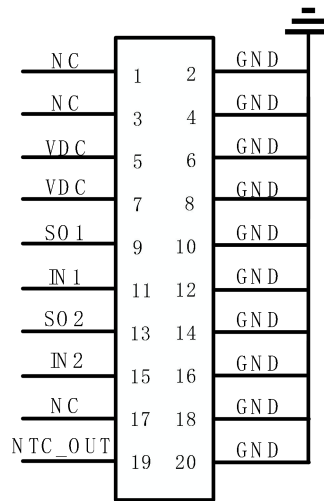 NC 1 2 GND
NC 3 4 GND
VDC 5 6 GND
VDC 7 8 GND
SO1 9 10 GND
IN1 11 12 GND
SO2 13 14 GND
IN2 15 16 GND
NC 17 18 GND
NTC_OUT 19 20 GND